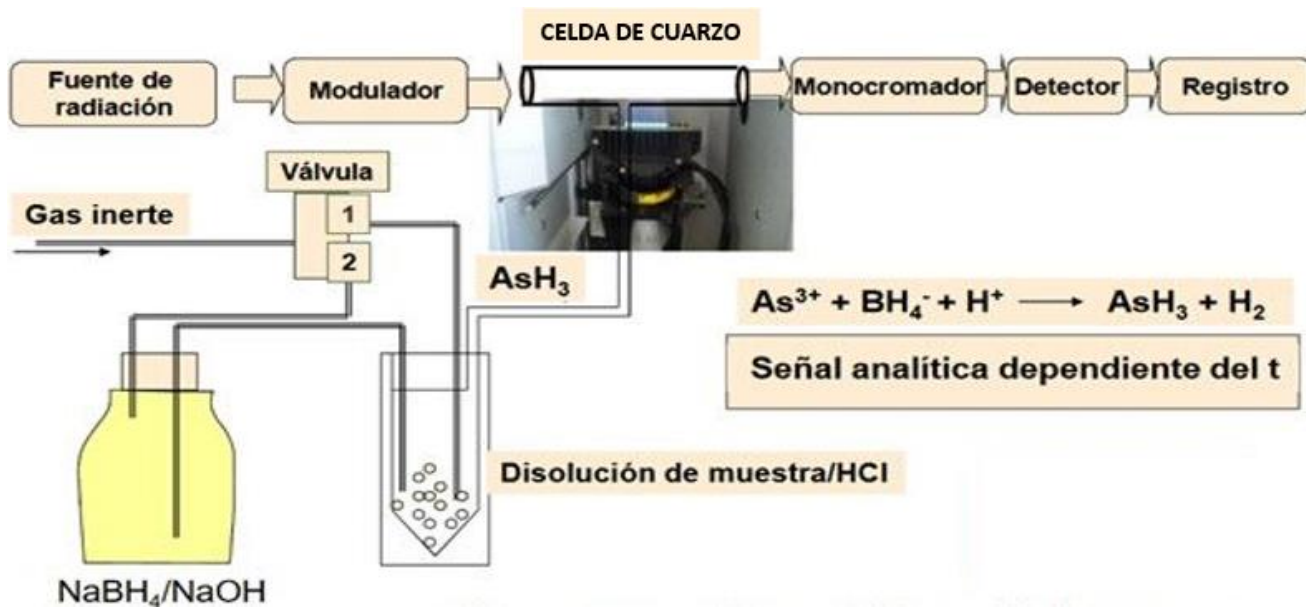 CELDA DE CUARZO
Fuente de
radiación
Modulador
Monocromador
Detector
Registro
Válvula
Gas inerte
1
2
AsH₃
As³⁺ + BH₄⁻ + H⁺ → AsH₃ + H₂
Señal analítica dependiente del t
Disolución de muestra/HCl
NaBH₄/NaOH